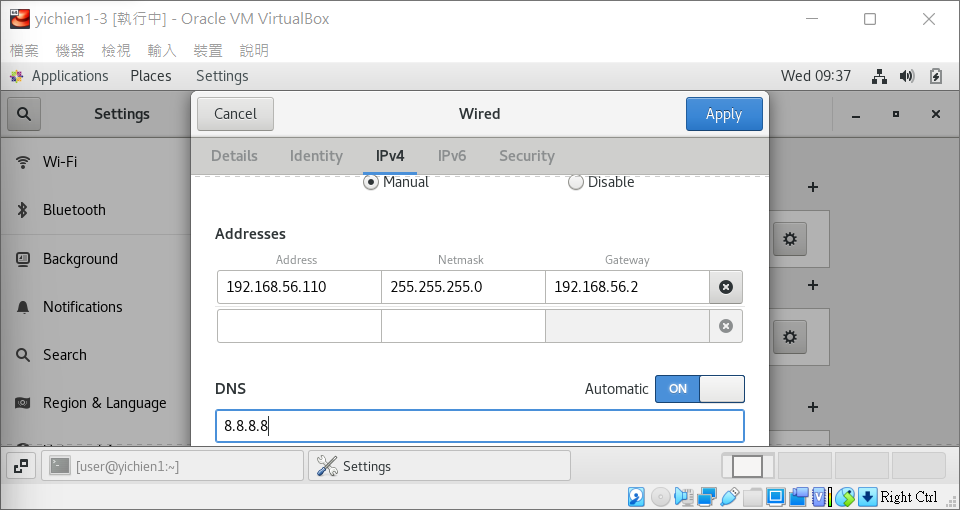 yichien1-3 [執行中] - Oracle VM VirtualBox
檔案 機器 檢視 輸入 裝置 說明
Applications Places Settings Wed 09:37
Settings
Cancel Wired Apply
Details Identity IPv4 IPv6 Security
Wi-Fi
Manual Disable
Bluetooth
Addresses
Background
Address Netmask Gateway
192.168.56.110 255.255.255.0 192.168.56.2
Notifications
Search
DNS Automatic ON
Region & Language
8.8.8.8
[user@yichien1:~] Settings
Right Ctrl